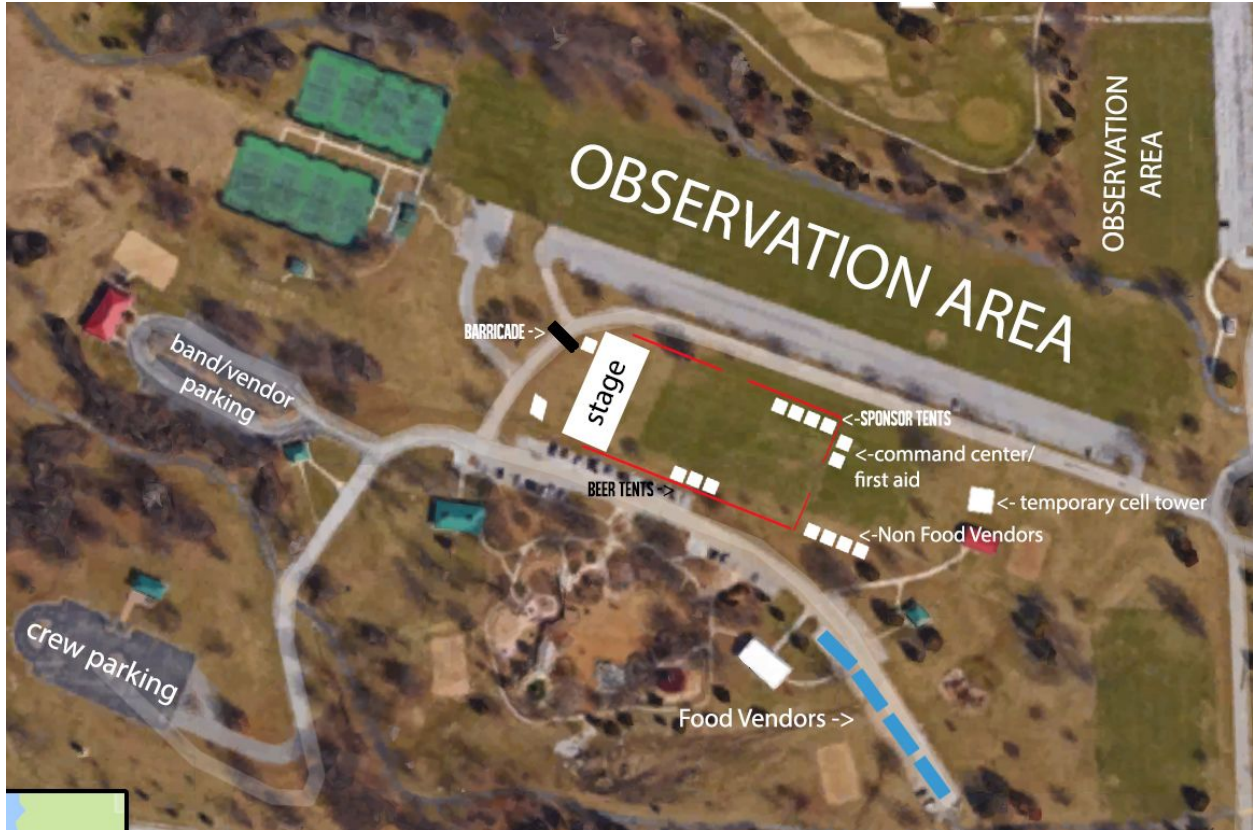 OBSERVATION AREA
OBSERVATION
AREA
BARRICADE ->
band/vendor
parking
stage
<-SPONSOR TENTS
<-command center/
first aid
BEER TENTS ->
<- temporary cell tower
<-Non Food Vendors
crew parking
Food Vendors ->